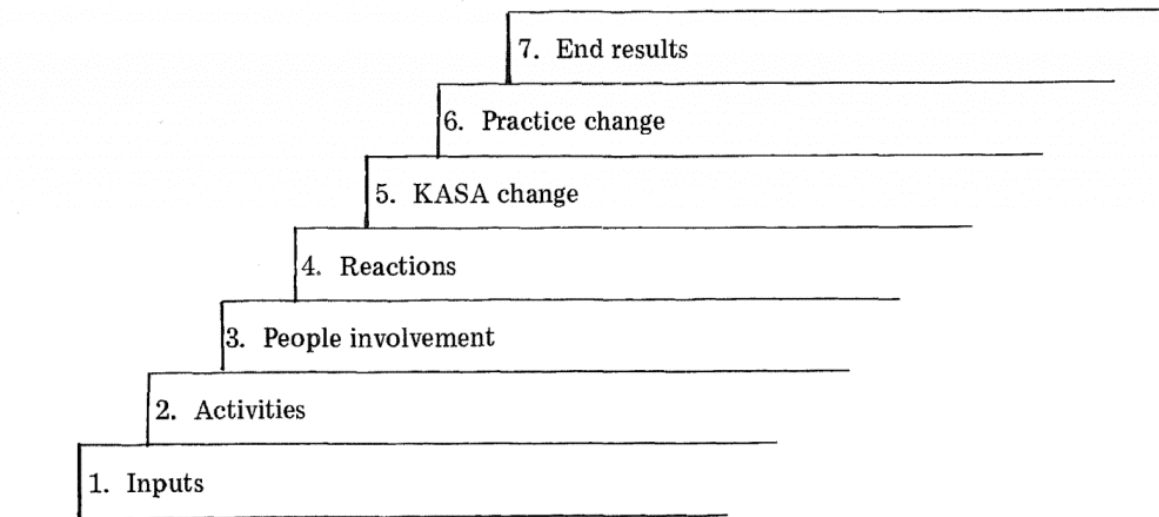 7. End results
6. Practice change
5. KASA change
4. Reactions
3. People involvement
2. Activities
1. Inputs